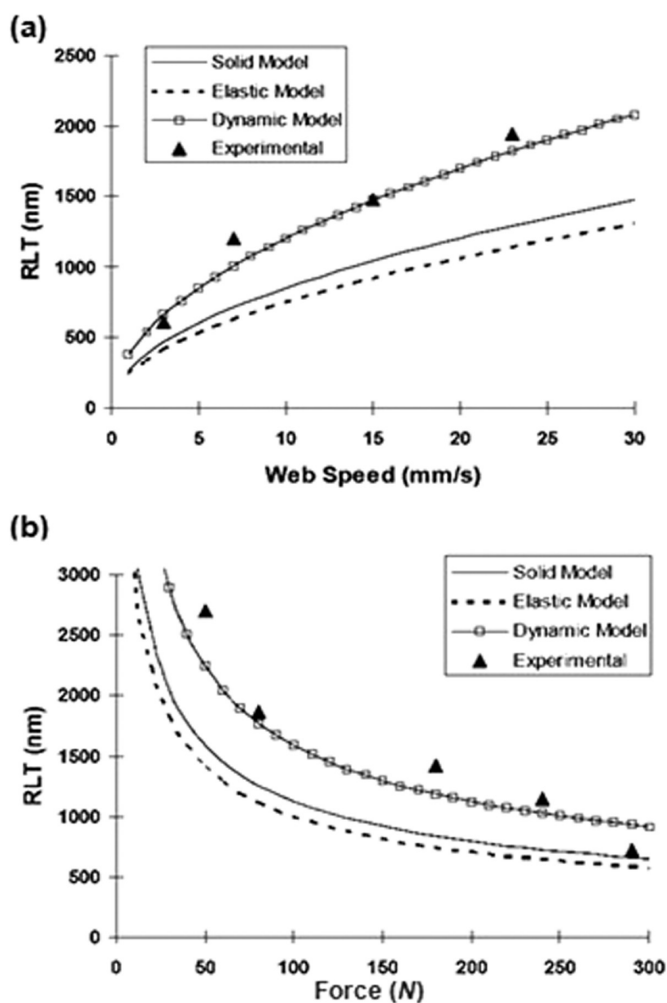 (a)
2500
2000
1500
1000
500
0
RLT (nm)
Solid Model
Elastic Model
Dynamic Model
Experimental
0 5 10 15 20 25 30
Web Speed (mm/s)
(b)
3000
2500
2000
1500
1000
500
0
RLT (nm)
Solid Model
Elastic Model
Dynamic Model
Experimental
0 50 100 150 200 250 300
Force (N)